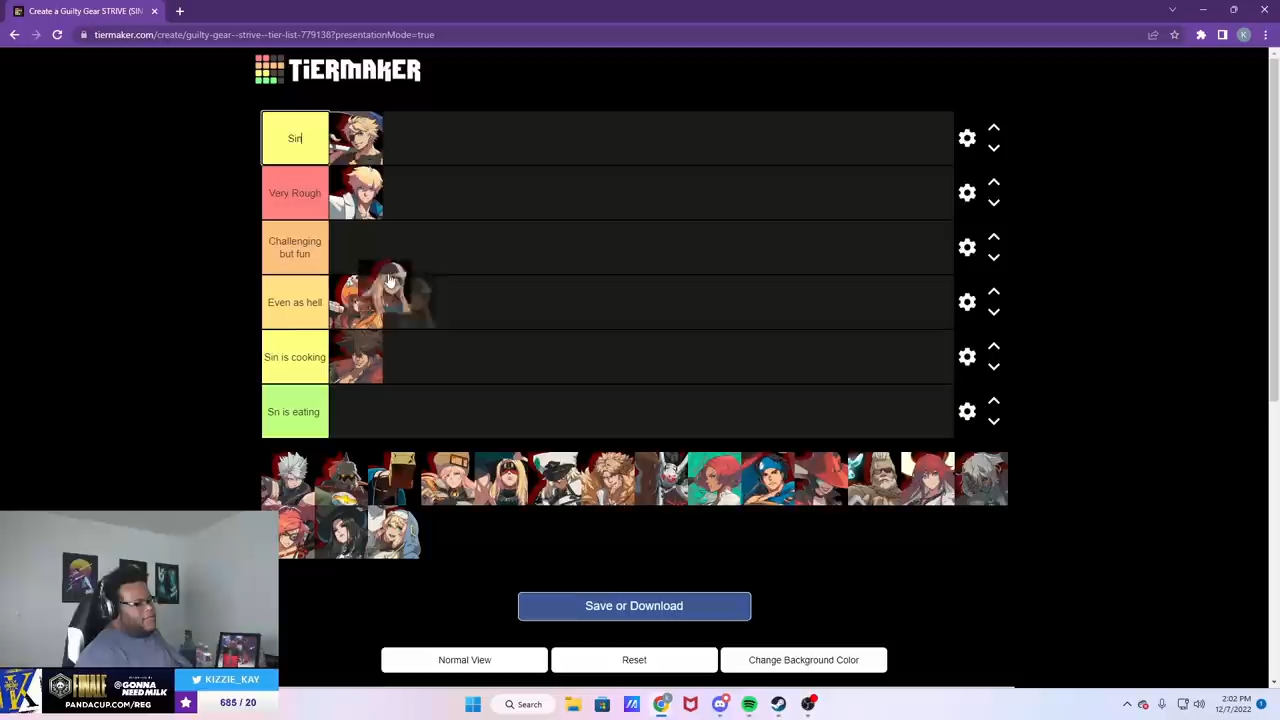 Create a Guilty Gear STRIVE (SIN
tiermaker.com/create/guilty-gear--strive--tier-list-779138?presentationMode=true
K
TIERMAKER
Sin
Very Rough
Challenging
but fun
Even as hell
Sin is cooking
Sn is eating
Save or Download
Normal View
Reset
Change Background Color
FINALE
@GONNA
NEED MILK
PANDACUP.COM/REG
KIZZIE_KAY
685 / 20
Search
2:02 PM
12/7/2022